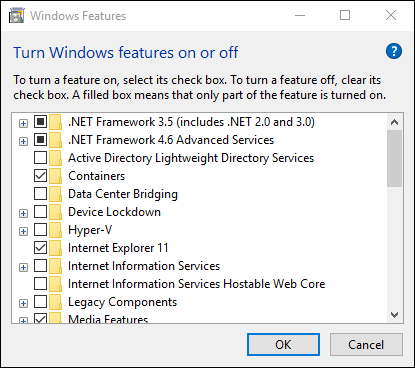 Windows Features
Turn Windows features on or off
?
To turn a feature on, select its check box. To turn a feature off, clear its
check box. A filled box means that only part of the feature is turned on.
.NET Framework 3.5 (includes .NET 2.0 and 3.0)
.NET Framework 4.6 Advanced Services
Active Directory Lightweight Directory Services
Containers
Data Center Bridging
Device Lockdown
Hyper-V
Internet Explorer 11
Internet Information Services
Internet Information Services Hostable Web Core
Legacy Components
Media Features
OK
Cancel